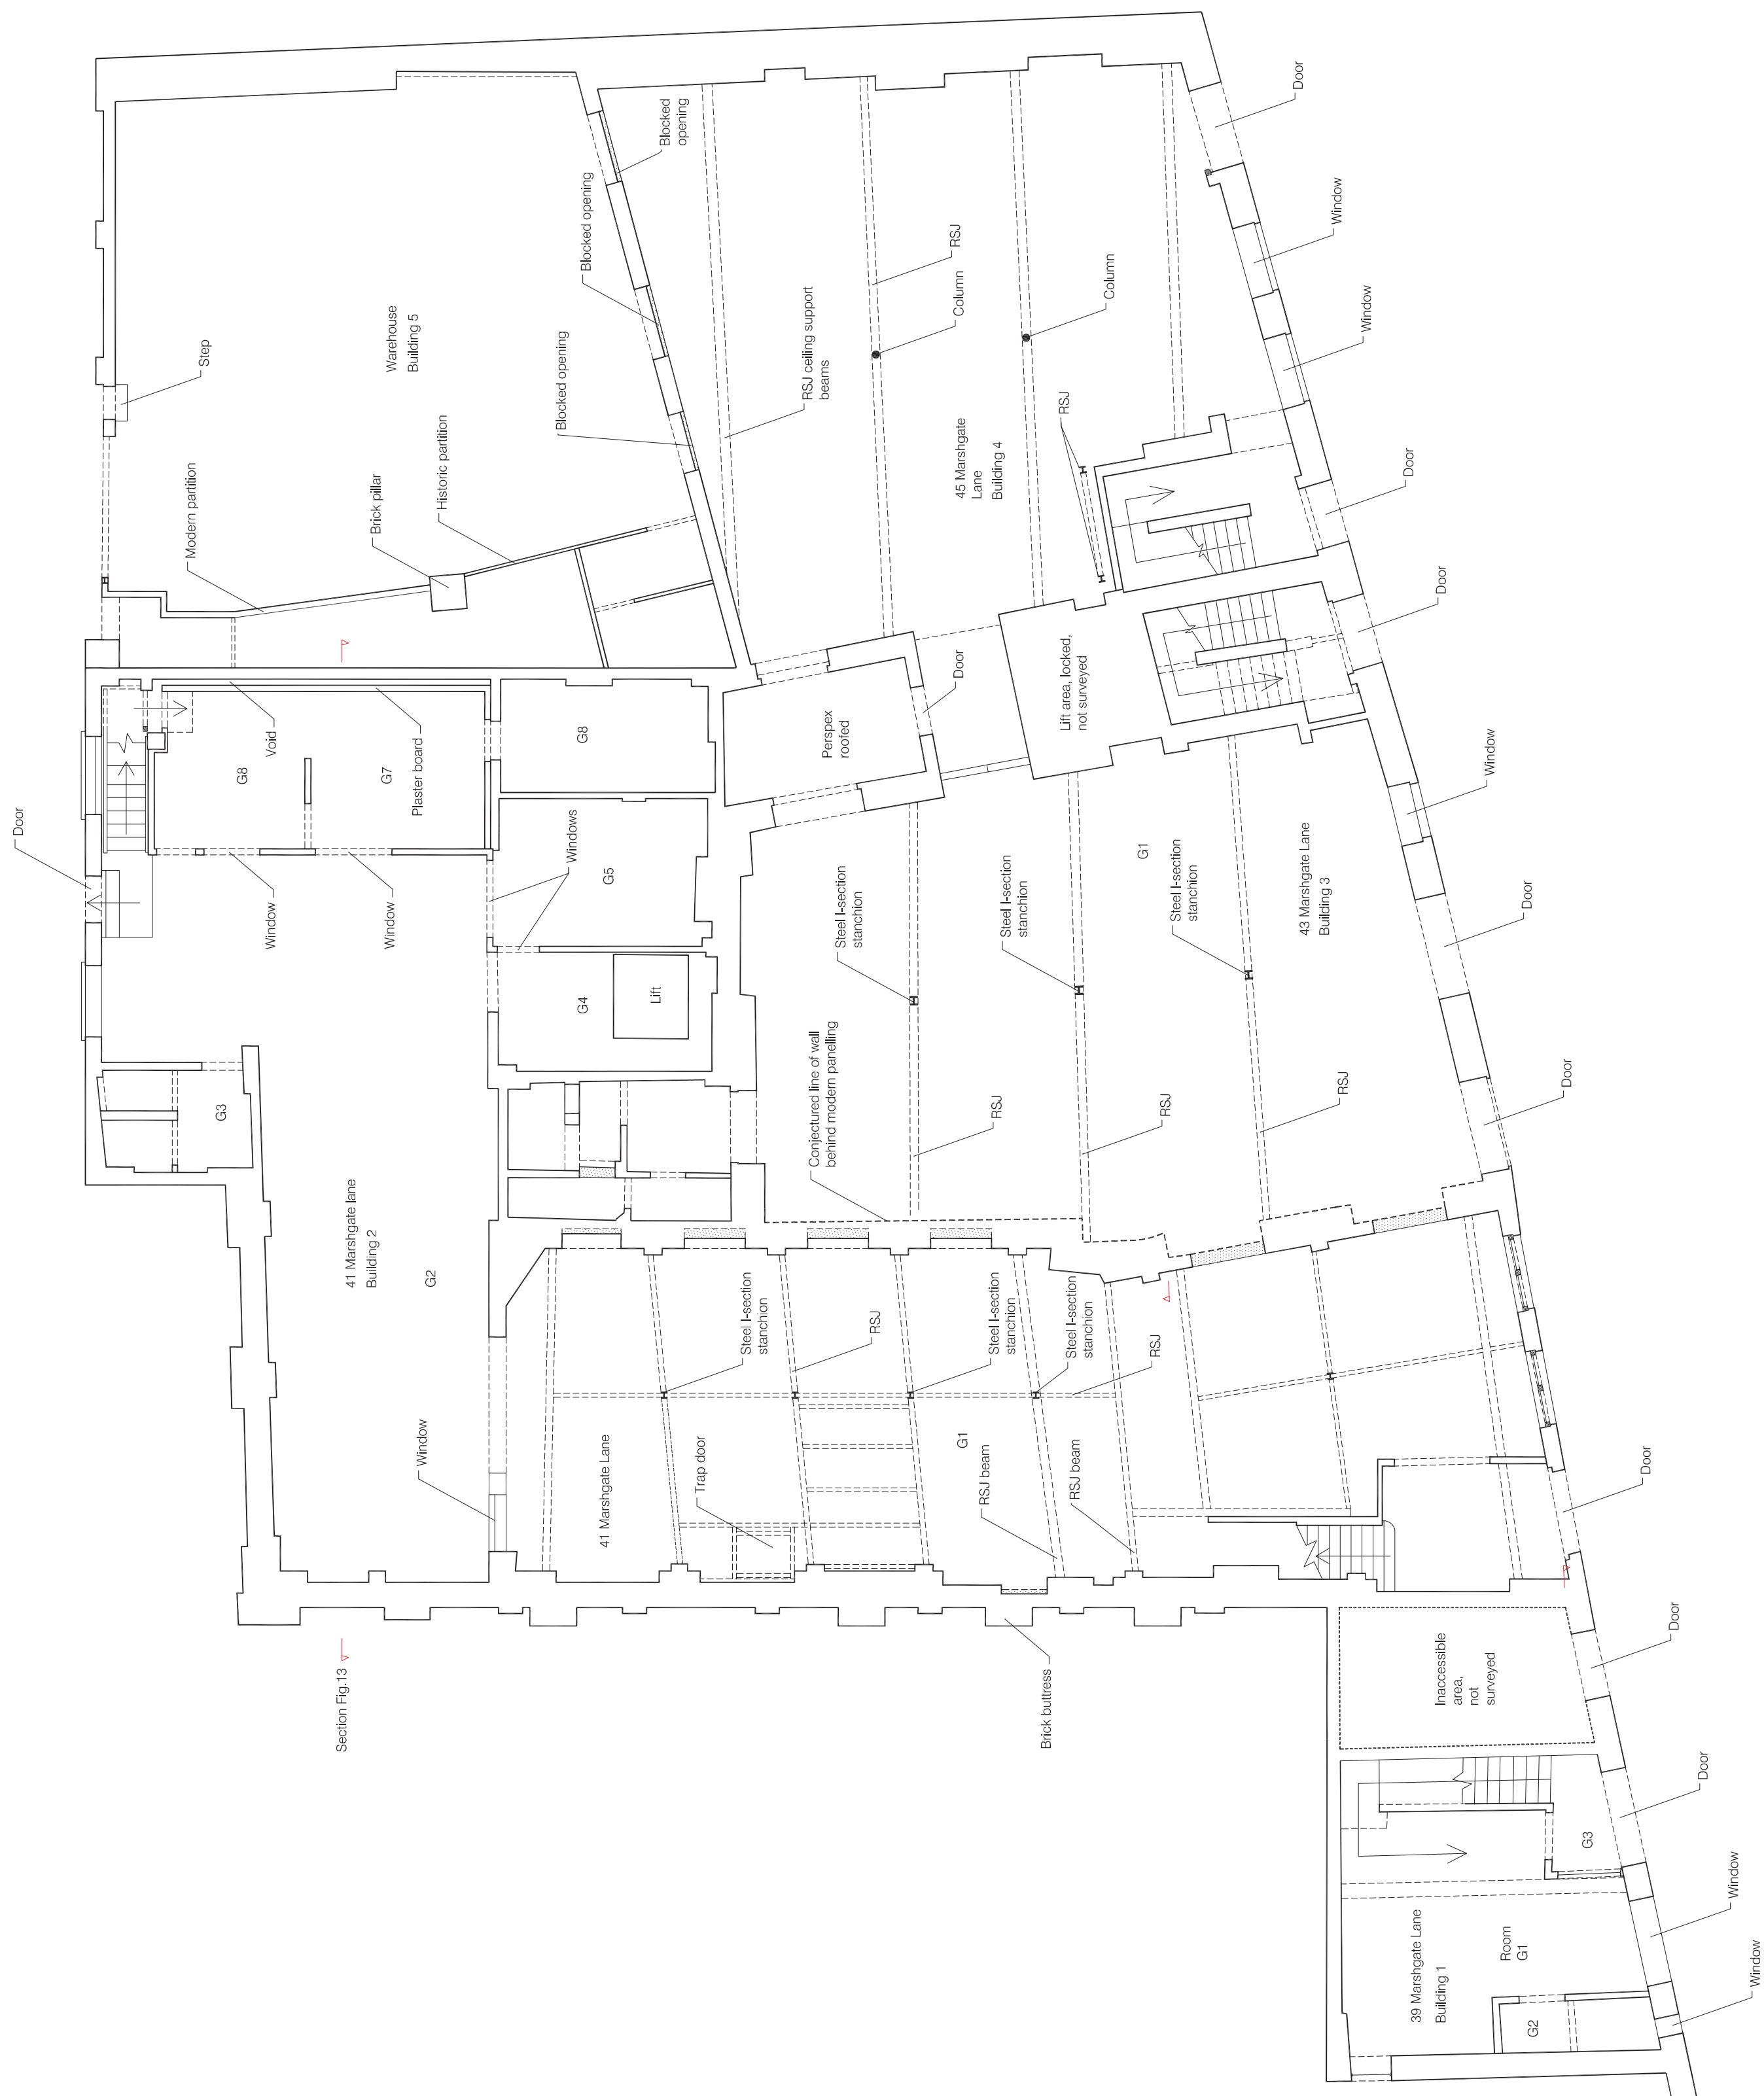 Door
Blocked
opening
Blocked opening
Window
RSJ
Column
Column
Window
Warehouse
Building 5
Step
RSJ ceiling support
beams
Blocked opening
RSJ
45 Marshgate
Lane
Building 4
Door
Historic partition
Brick pillar
Modern partition
Door
Door
Lift area, locked,
not surveyed
Perspex
roofed
G8
Void
G8
G7
Plaster board
Window
Door
Windows
G5
G1
Steel I-section
stanchion
Steel I-section
stanchion
Steel I-section
stanchion
43 Marshgate Lane
Building 3
Door
Window
Window
G4
Lift
Conjectured line of wall
behind modern panelling
RSJ
RSJ
RSJ
Door
G3
41 Marshgate lane
Building 2
G2
Steel I-section
stanchion
RSJ
Steel I-section
stanchion
Steel I-section
stanchion
RSJ
Window
41 Marshgate Lane
Trap door
G1
RSJ beam
RSJ beam
Door
Section Fig.13
Brick buttress
Inaccessible
area,
not
surveyed
Door
Door
G3
39 Marshgate Lane
Building 1
Room
G1
Window
G2
Window